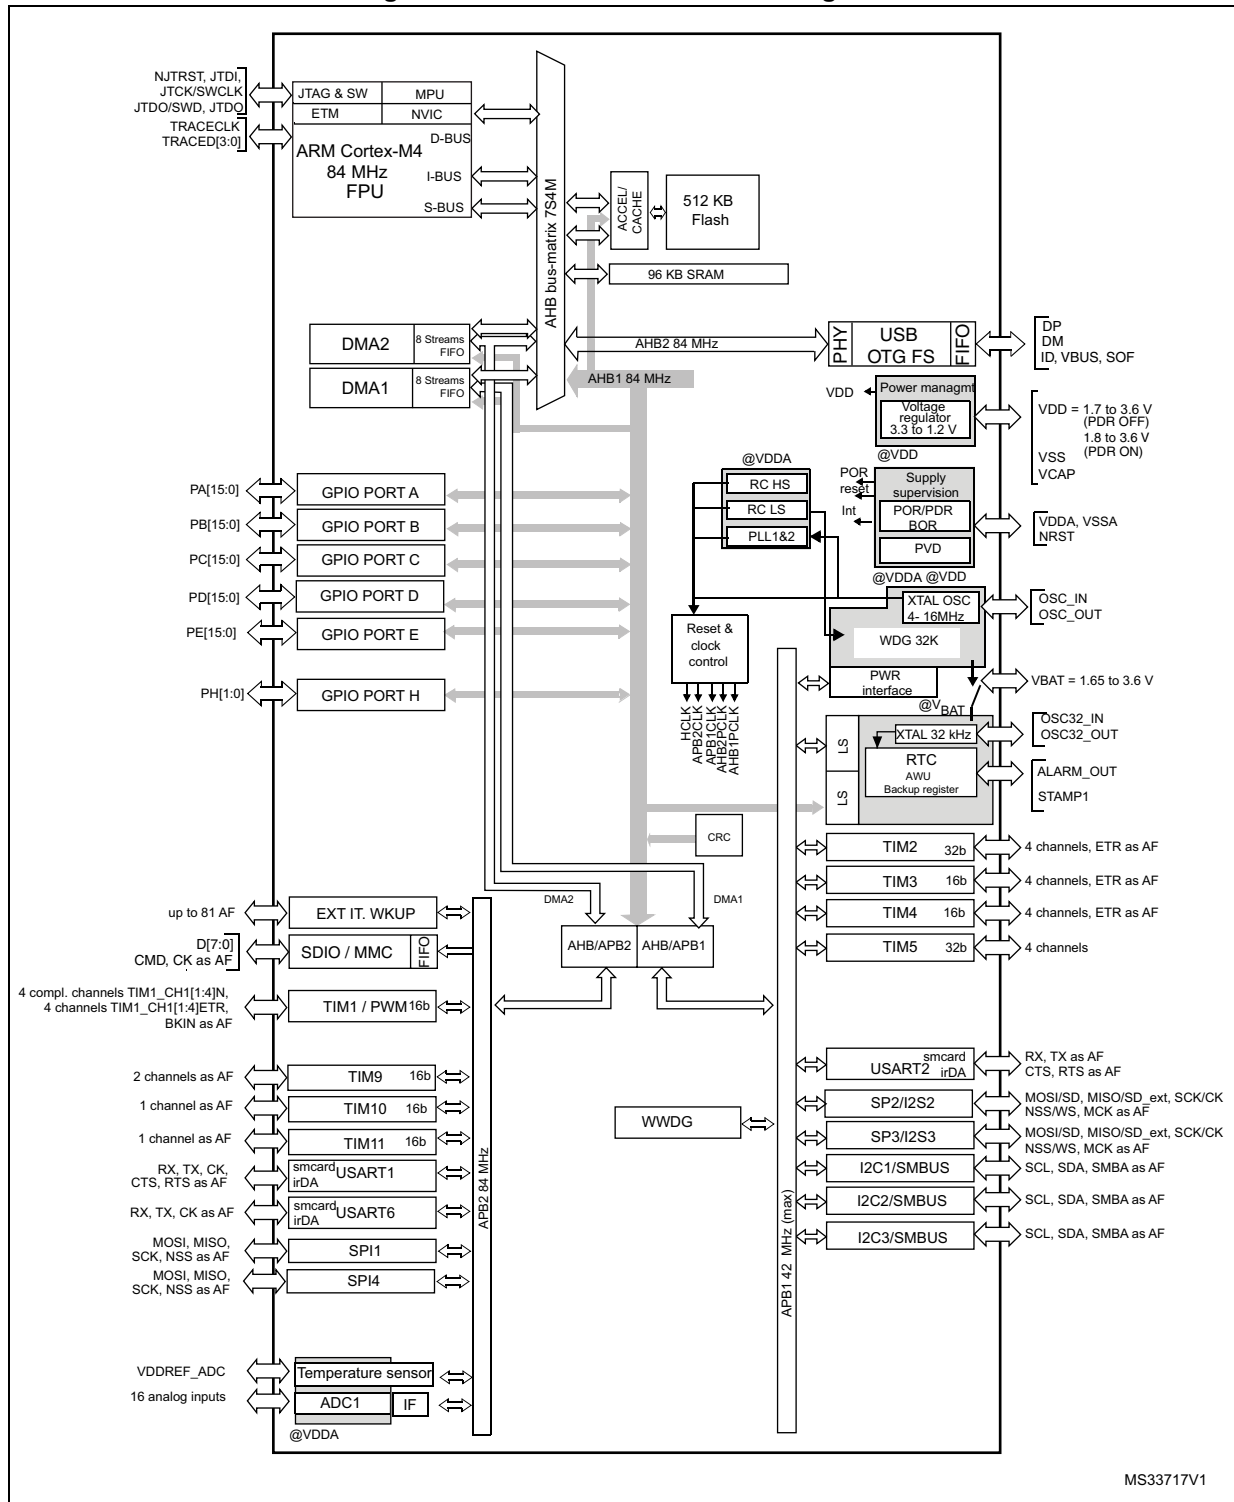 NJTRST, JTDI,
JTCK/SWCLK
JTDO/SWD, JTDO
TRACECLK
TRACED[3:0]
JTAG & SW
MPU
ETM
NVIC
D-BUS
ARM Cortex-M4
84 MHz
FPU
I-BUS
S-BUS
AHB bus-matrix 7S4M
ACCEL/
CACHE
512 KB
Flash
96 KB SRAM
DMA2
8 Streams
FIFO
DMA1
8 Streams
FIFO
AHB2 84 MHz
AHB1 84 MHz
PHY
USB
OTG FS
FIFO
DP
DM
ID, VBUS, SOF
VDD
Power managmt
Voltage
regulator
3.3 to 1.2 V
@VDD
VDD = 1.7 to 3.6 V
(PDR OFF)
1.8 to 3.6 V
(PDR ON)
VSS
VCAP
@VDDA
RC HS
RC LS
PLL1&2
POR
reset
Int
Supply
supervision
POR/PDR
BOR
PVD
VDDA, VSSA
NRST
@VDDA @VDD
XTAL OSC
4- 16MHz
WDG 32K
OSC_IN
OSC_OUT
PWR
interface
VBAT = 1.65 to 3.6 V
@VBAT
Reset &
clock
control
HCLK
APB2CLK
APB1CLK
AHB2PCLK
AHB1PCLK
LS
LS
XTAL 32 kHz
RTC
AWU
Backup register
OSC32_IN
OSC32_OUT
ALARM_OUT
STAMP1
PA[15:0]
GPIO PORT A
PB[15:0]
GPIO PORT B
PC[15:0]
GPIO PORT C
PD[15:0]
GPIO PORT D
PE[15:0]
GPIO PORT E
PH[1:0]
GPIO PORT H
CRC
DMA2
DMA1
AHB/APB2
AHB/APB1
TIM2
32b
4 channels, ETR as AF
TIM3
16b
4 channels, ETR as AF
TIM4
16b
4 channels, ETR as AF
TIM5
32b
4 channels
up to 81 AF
EXT IT. WKUP
D[7:0]
CMD, CK as AF
SDIO / MMC
FIFO
4 compl. channels TIM1_CH1[1:4]N,
4 channels TIM1_CH1[1:4]ETR,
BKIN as AF
TIM1 / PWM
16b
2 channels as AF
TIM9
16b
1 channel as AF
TIM10
16b
1 channel as AF
TIM11
16b
RX, TX, CK,
CTS, RTS as AF
smcard
irDA
USART1
RX, TX, CK as AF
smcard
irDA
USART6
MOSI, MISO,
SCK, NSS as AF
SPI1
MOSI, MISO,
SCK, NSS as AF
SPI4
VDDREF_ADC
Temperature sensor
16 analog inputs
ADC1
IF
@VDDA
APB2 84 MHz
WWDG
APB1 42 MHz (max)
USART2
smcard
irDA
RX, TX as AF
CTS, RTS as AF
SP2/I2S2
MOSI/SD, MISO/SD_ext, SCK/CK
NSS/WS, MCK as AF
SP3/I2S3
MOSI/SD, MISO/SD_ext, SCK/CK
NSS/WS, MCK as AF
I2C1/SMBUS
SCL, SDA, SMBA as AF
I2C2/SMBUS
SCL, SDA, SMBA as AF
I2C3/SMBUS
SCL, SDA, SMBA as AF
MS33717V1